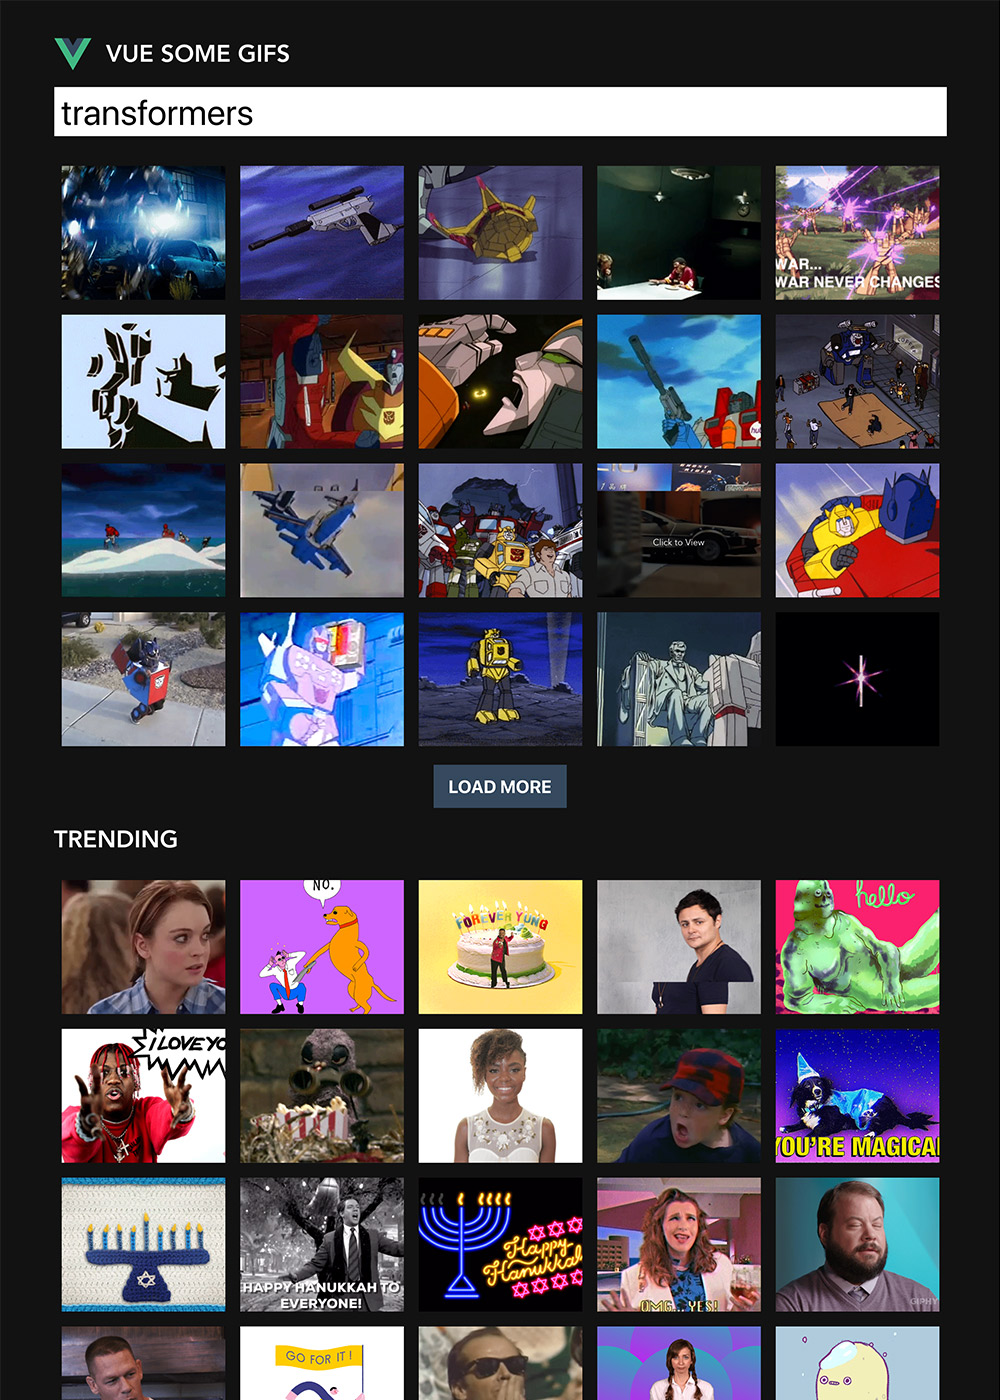 VUE SOME GIFS
transformers
WAR...
WAR NEVER CHANGES
Click to View
LOAD MORE
TRENDING
NO.
FOREVER YUNG
hello
I LOVE YO
YOU'RE MAGICAL
HAPPY HANUKKAH TO
EVERYONE!
Happy
Hanukkah
OMG... YES!
GIPHY
GO FOR IT!